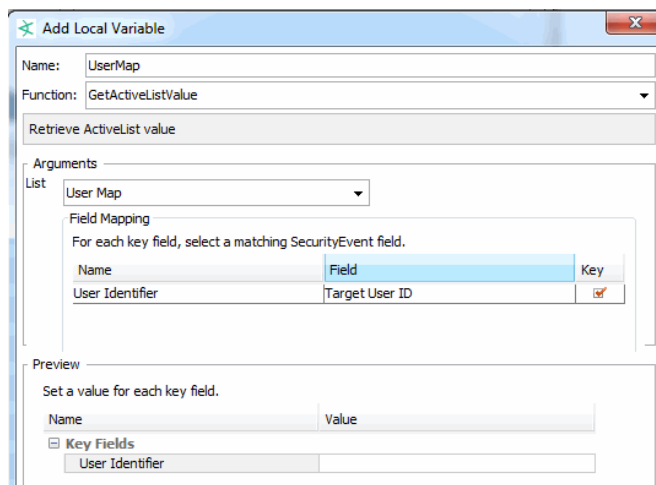 Add Local Variable
Name: UserMap
Function: GetActiveListValue
Retrieve ActiveList value
Arguments
List User Map
Field Mapping
For each key field, select a matching SecurityEvent field.
Name Field Key
User Identifier Target User ID
Preview
Set a value for each key field.
Name Value
Key Fields
User Identifier